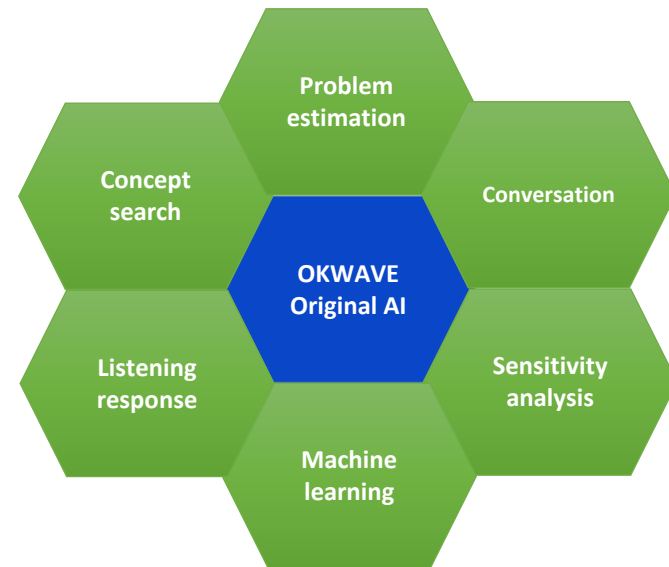 Problem
estimation
Concept
search
Conversation
OKWAVE
Original AI
Listening
response
Sensitivity
analysis
Machine
learning